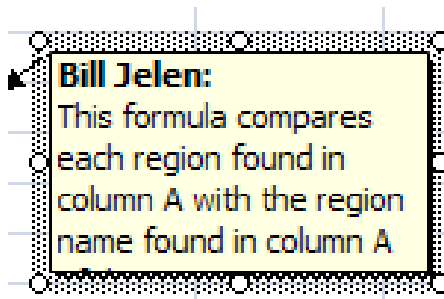 Bill Jelen:
This formula compares
each region found in
column A with the region
name found in column A